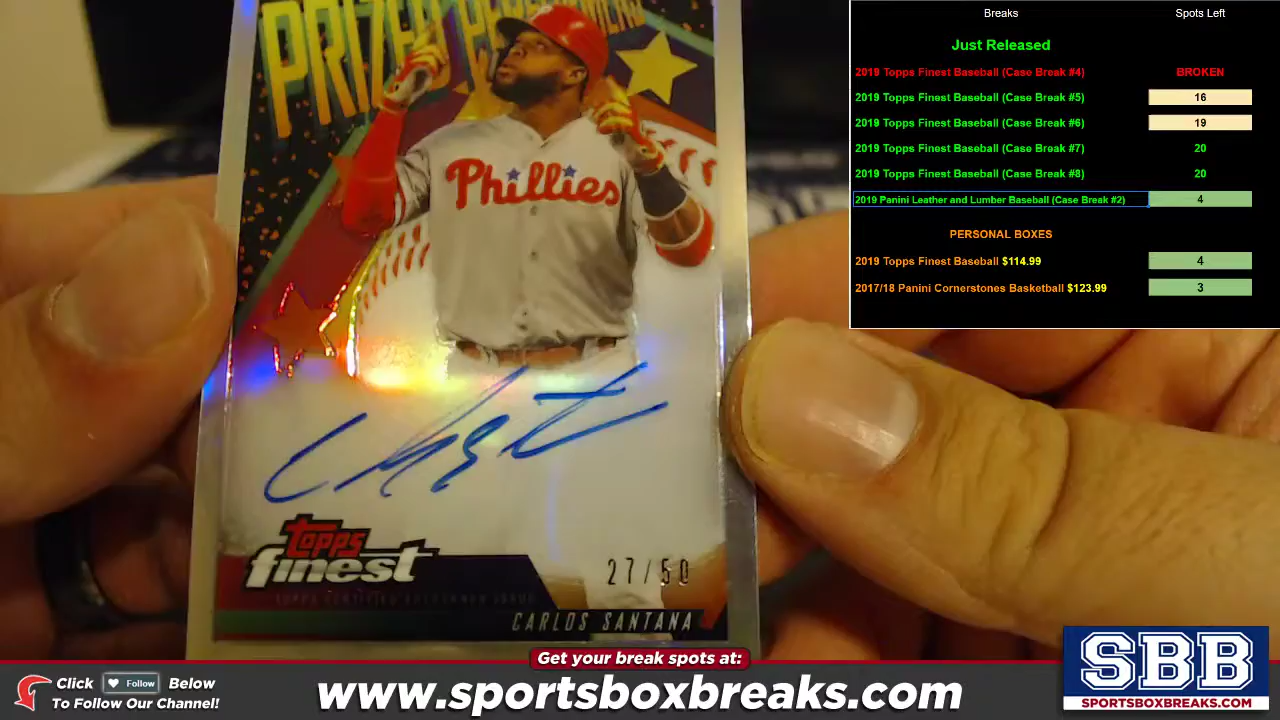 PRIZED PERFORMERS
Phillies
topps
finest
TOPPS CERTIFIED AUTOGRAPH ISSUE
27/50
CARLOS SANTANA
Breaks Spots Left
Just Released
2019 Topps Finest Baseball (Case Break #4) BROKEN
2019 Topps Finest Baseball (Case Break #5) 16
2019 Topps Finest Baseball (Case Break #6) 19
2019 Topps Finest Baseball (Case Break #7) 20
2019 Topps Finest Baseball (Case Break #8) 20
2019 Panini Leather and Lumber Baseball (Case Break #2) 4
PERSONAL BOXES
2019 Topps Finest Baseball $114.99 4
2017/18 Panini Cornerstones Basketball $123.99 3
Get your break spots at:
Click Follow Below
To Follow Our Channel!
www.sportsboxbreaks.com
SBB
SPORTSBOXBREAKS.COM